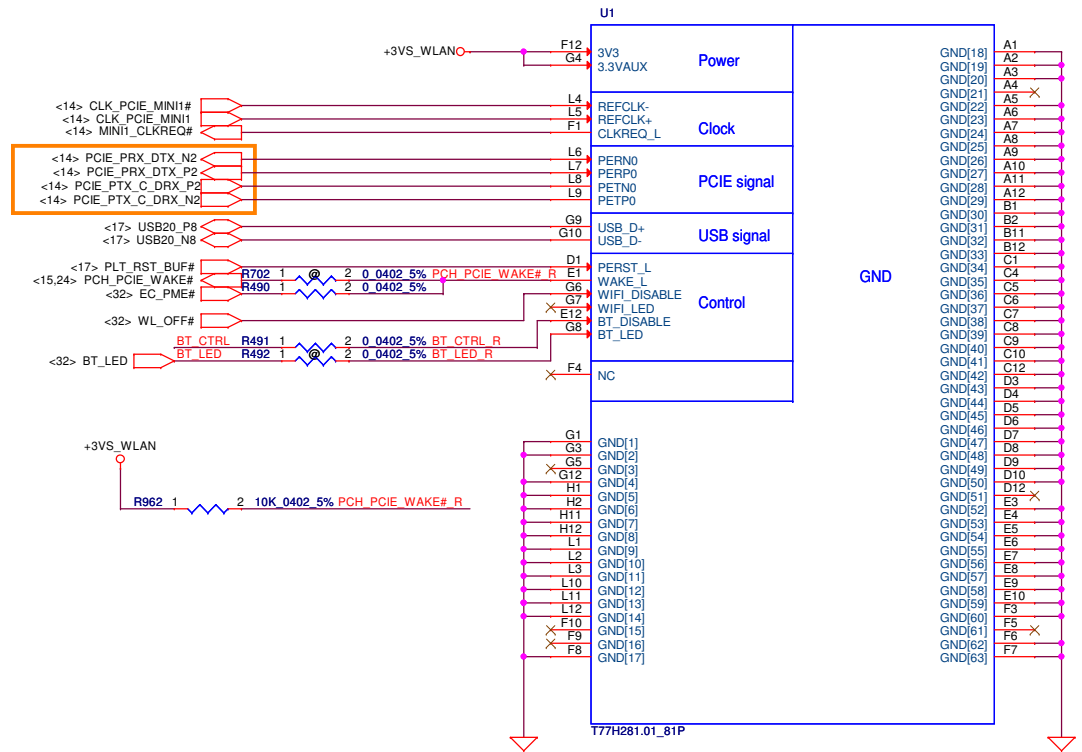 U1
+3VS_WLAN
F12 3V3
G4 3.3VAUX
Power
<14> CLK_PCIE_MINI1# L4 REFCLK-
<14> CLK_PCIE_MINI1 L5 REFCLK+
<14> MINI1_CLKREQ# F1 CLKREQ_L
Clock
<14> PCIE_PRX_DTX_N2 L6 PERN0
<14> PCIE_PRX_DTX_P2 L7 PERP0
<14> PCIE_PTX_C_DRX_P2 L8 PETN0
<14> PCIE_PTX_C_DRX_N2 L9 PETP0
PCIE signal
<17> USB20_P8 G9 USB_D+
<17> USB20_N8 G10 USB_D-
USB signal
<17> PLT_RST_BUF# D1 PERST_L
<15,24> PCH_PCIE_WAKE# R702 1 @ 2 0_0402_5% PCH_PCIE_WAKE#_R E1 WAKE_L
<32> EC_PME# R490 1 2 0_0402_5% G6 WIFI_DISABLE
G7 WIFI_LED
<32> WL_OFF# E12 BT_DISABLE
G8 BT_LED
Control
BT_CTRL R491 1 2 0_0402_5% BT_CTRL_R
BT_LED R492 1 @ 2 0_0402_5% BT_LED_R
<32> BT_LED
F4 NC
+3VS_WLAN
R962 1 2 10K_0402_5% PCH_PCIE_WAKE#_R
G1 GND[1]
G3 GND[2]
G5 GND[3]
G12 GND[4]
H1 GND[5]
H2 GND[6]
H11 GND[7]
H12 GND[8]
L1 GND[9]
L2 GND[10]
L3 GND[11]
L10 GND[12]
L11 GND[13]
L12 GND[14]
F10 GND[15]
F9 GND[16]
F8 GND[17]
GND
GND[18] A1
GND[19] A2
GND[20] A3
GND[21] A4
GND[22] A5
GND[23] A6
GND[24] A7
GND[25] A8
GND[26] A9
GND[27] A10
GND[28] A11
GND[29] A12
GND[30] B1
GND[31] B2
GND[32] B11
GND[33] B12
GND[34] C1
GND[35] C4
GND[36] C5
GND[37] C6
GND[38] C7
GND[39] C8
GND[40] C9
GND[41] C10
GND[42] C12
GND[43] D3
GND[44] D4
GND[45] D5
GND[46] D6
GND[47] D7
GND[48] D8
GND[49] D9
GND[50] D10
GND[51] D12
GND[52] E3
GND[53] E4
GND[54] E5
GND[55] E6
GND[56] E7
GND[57] E8
GND[58] E9
GND[59] E10
GND[60] F3
GND[61] F5
GND[62] F6
GND[63] F7
T77H281.01_81P